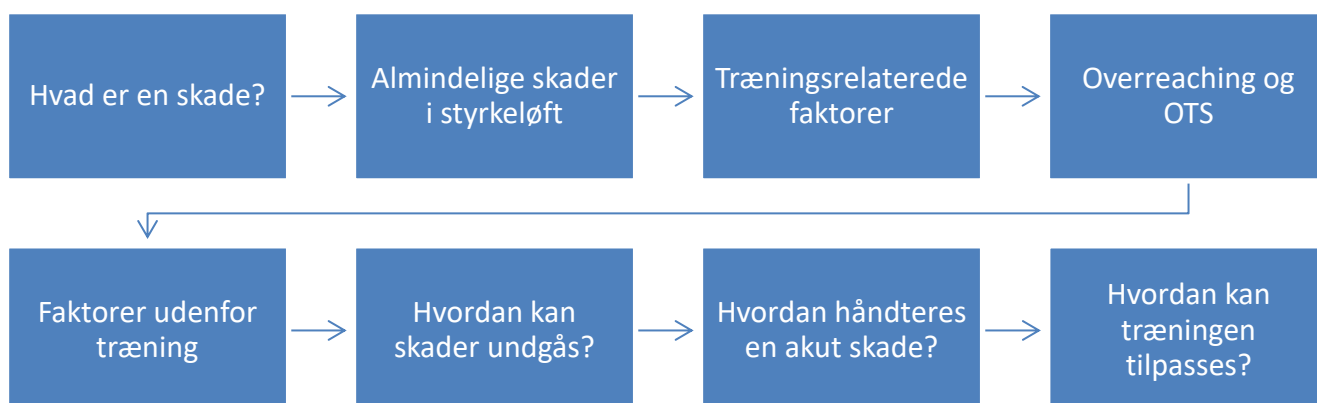 Hvad er en skade?
Almindelige skader
i styrkeløft
Træningsrelaterede
faktorer
Overreaching og
OTS
Faktorer udenfor
træning
Hvordan kan
skader undgås?
Hvordan håndteres
en akut skade?
Hvordan kan
træningen
tilpasses?